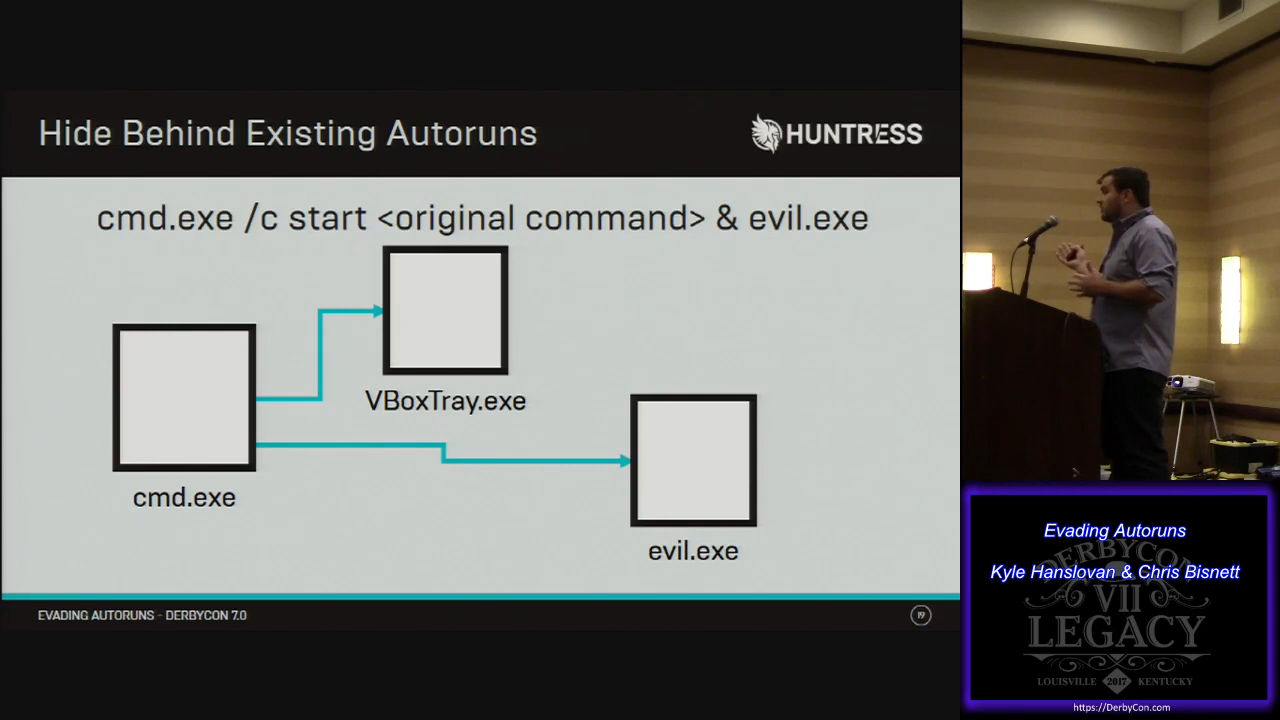 Hide Behind Existing Autoruns
HUNTRESS
cmd.exe /c start <original command> & evil.exe
VBoxTray.exe
cmd.exe
evil.exe
EVADING AUTORUNS - DERBYCON 7.0
19
Evading Autoruns
Kyle Hanslovan & Chris Bisnett
DERBYCON
VII
LEGACY
LOUISVILLE 2017 KENTUCKY
https://DerbyCon.com